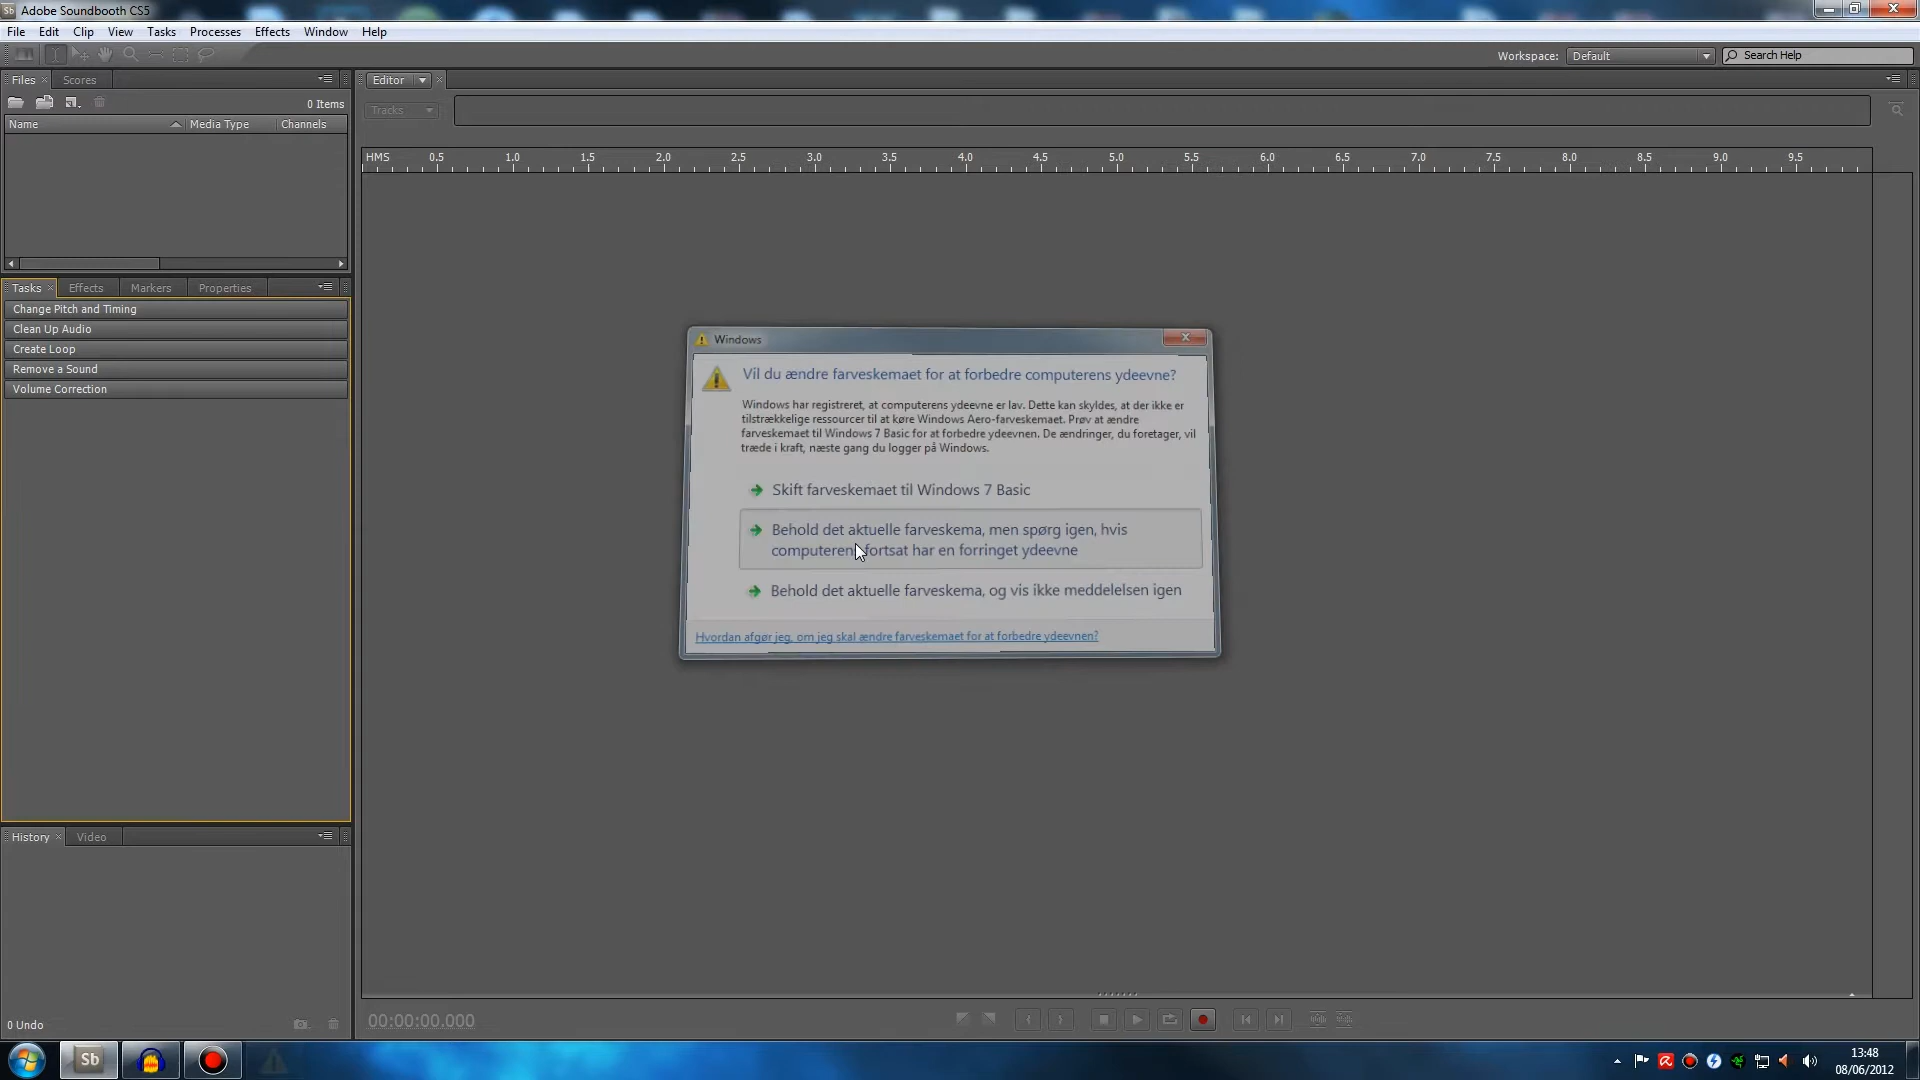 Sb Adobe Soundbooth CS5
File Edit Clip View Tasks Processes Effects Window Help
Workspace: Default Search Help
Files Scores
Editor
0 Items
Tracks
Name Media Type Channels
HMS 0.5 1.0 1.5 2.0 2.5 3.0 3.5 4.0 4.5 5.0 5.5 6.0 6.5 7.0 7.5 8.0 8.5 9.0 9.5
Tasks Effects Markers Properties
Change Pitch and Timing
Clean Up Audio
Create Loop
Remove a Sound
Volume Correction
Windows
Vil du ændre farveskemaet for at forbedre computerens ydeevne?
Windows har registreret, at computerens ydeevne er lav. Dette kan skyldes, at der ikke er
tilstrækkelige ressourcer til at køre Windows Aero-farveskemaet. Prøv at ændre
farveskemaet til Windows 7 Basic for at forbedre ydeevnen. De ændringer, du foretager, vil
træde i kraft, næste gang du logger på Windows.
Skift farveskemaet til Windows 7 Basic
Behold det aktuelle farveskema, men spørg igen, hvis
computeren fortsat har en forringet ydeevne
Behold det aktuelle farveskema, og vis ikke meddelelsen igen
Hvordan afgør jeg, om jeg skal ændre farveskemaet for at forbedre ydeevnen?
History Video
0 Undo
00:00:00.000
Sb
13:48
08/06/2012